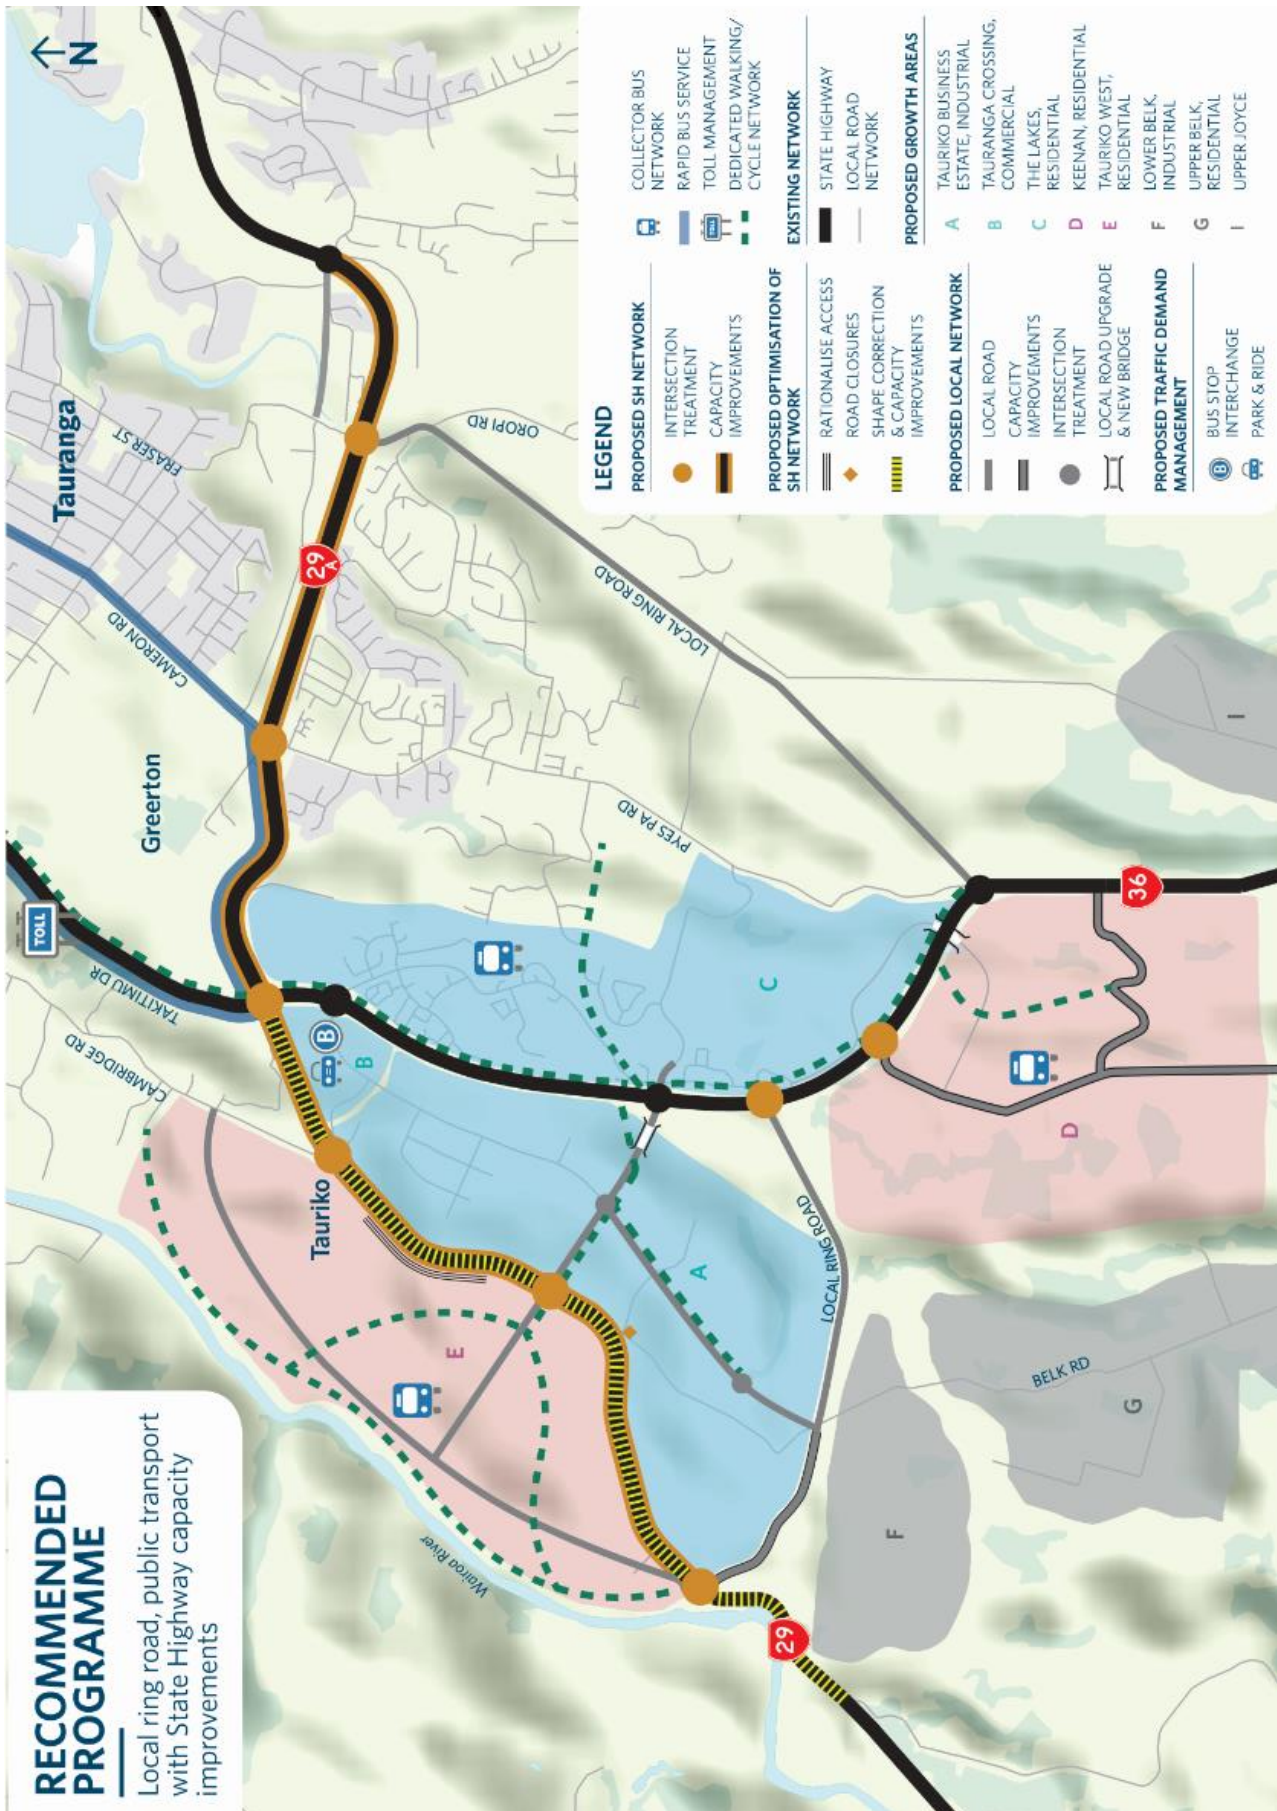 RECOMMENDED
PROGRAMME
Local ring road, public transport
with State Highway capacity
improvements
N
Tauranga
FRASER ST
CAMERON RD
Greerton
TOLL
TAKITIMU DR
CAMBRIDGE RD
29
A
OROPI RD
LOCAL RING ROAD
PYES PA RD
Tauriko
B
B
C
E
A
D
36
I
LOCAL RING ROAD
Wairoa River
BELK RD
F
G
29
LEGEND
PROPOSED SH NETWORK
INTERSECTION
TREATMENT
CAPACITY
IMPROVEMENTS
PROPOSED OPTIMISATION OF
SH NETWORK
RATIONALISE ACCESS
ROAD CLOSURES
SHAPE CORRECTION
& CAPACITY
IMPROVEMENTS
PROPOSED LOCAL NETWORK
LOCAL ROAD
CAPACITY
IMPROVEMENTS
INTERSECTION
TREATMENT
LOCAL ROAD UPGRADE
& NEW BRIDGE
PROPOSED TRAFFIC DEMAND
MANAGEMENT
B BUS STOP
INTERCHANGE
PARK & RIDE
COLLECTOR BUS
NETWORK
RAPID BUS SERVICE
TOLL TOLL MANAGEMENT
DEDICATED WALKING/
CYCLE NETWORK
EXISTING NETWORK
STATE HIGHWAY
LOCAL ROAD
NETWORK
PROPOSED GROWTH AREAS
A TAURIKO BUSINESS
ESTATE, INDUSTRIAL
B TAURANGA CROSSING,
COMMERCIAL
C THE LAKES,
RESIDENTIAL
D KEENAN, RESIDENTIAL
E TAURIKO WEST,
RESIDENTIAL
F LOWER BELK,
INDUSTRIAL
G UPPER BELK,
RESIDENTIAL
I UPPER JOYCE